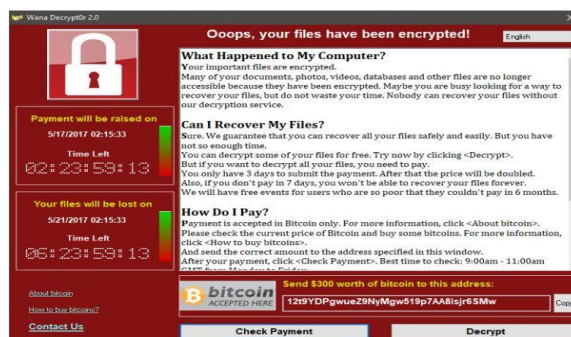 Wana Decrypt0r 2.0
Ooops, your files have been encrypted!
English
What Happened to My Computer?
Your important files are encrypted.
Many of your documents, photos, videos, databases and other files are no longer
accessible because they have been encrypted. Maybe you are busy looking for a way to
recover your files, but do not waste your time. Nobody can recover your files without
our decryption service.
Can I Recover My Files?
Sure. We guarantee that you can recover all your files safely and easily. But you have
not so enough time.
You can decrypt some of your files for free. Try now by clicking <Decrypt>.
But if you want to decrypt all your files, you need to pay.
You only have 3 days to submit the payment. After that the price will be doubled.
Also, if you don't pay in 7 days, you won't be able to recover your files forever.
We will have free events for users who are so poor that they couldn't pay in 6 months.
How Do I Pay?
Payment is accepted in Bitcoin only. For more information, click <About bitcoin>.
Please check the current price of Bitcoin and buy some bitcoins. For more information,
click <How to buy bitcoins>.
And send the correct amount to the address specified in this window.
After your payment, click <Check Payment>. Best time to check: 9:00am - 11:00am
GMT from Monday to Friday
Payment will be raised on
5/17/2017 02:15:33
Time Left
02:23:59:13
Your files will be lost on
5/21/2017 02:15:33
Time Left
06:23:59:13
About bitcoin
How to buy bitcoins?
Contact Us
bitcoin
ACCEPTED HERE
Send $300 worth of bitcoin to this address:
12t9YDPgwueZ9NyMgw519p7AA8isjr6SMw
Copy
Check Payment
Decrypt